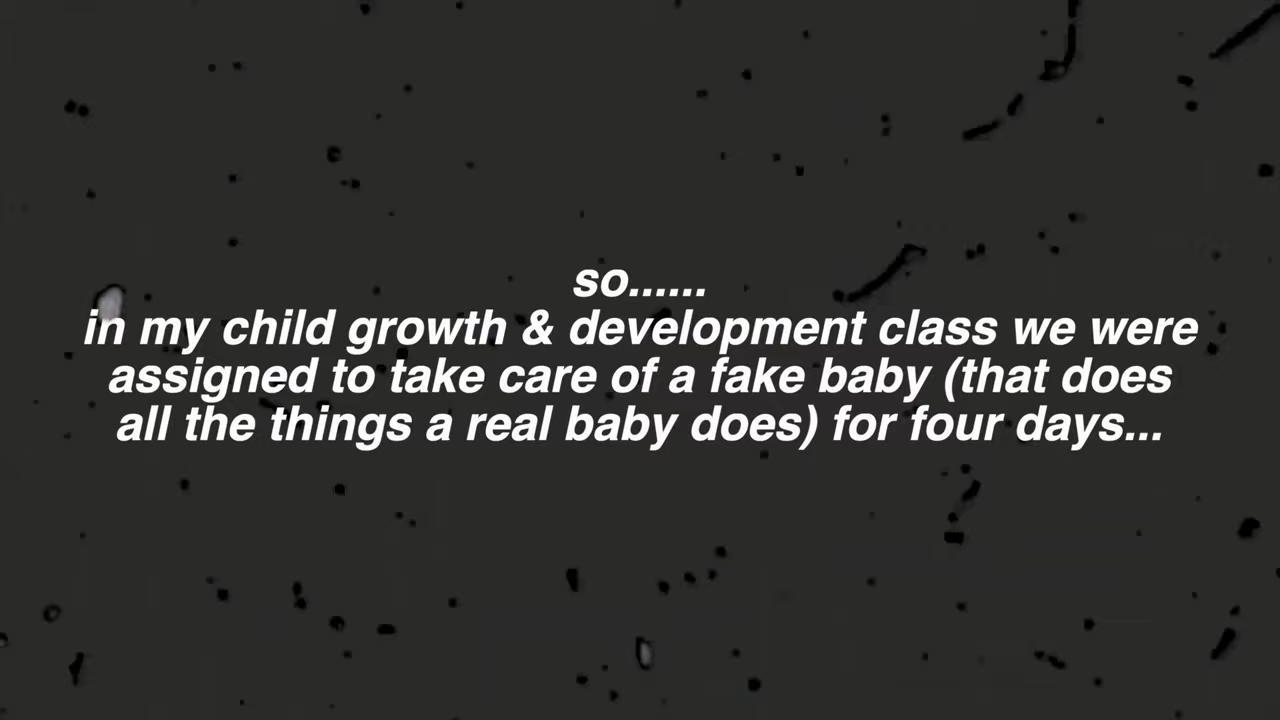 so......
in my child growth & development class we were
assigned to take care of a fake baby (that does
all the things a real baby does) for four days...